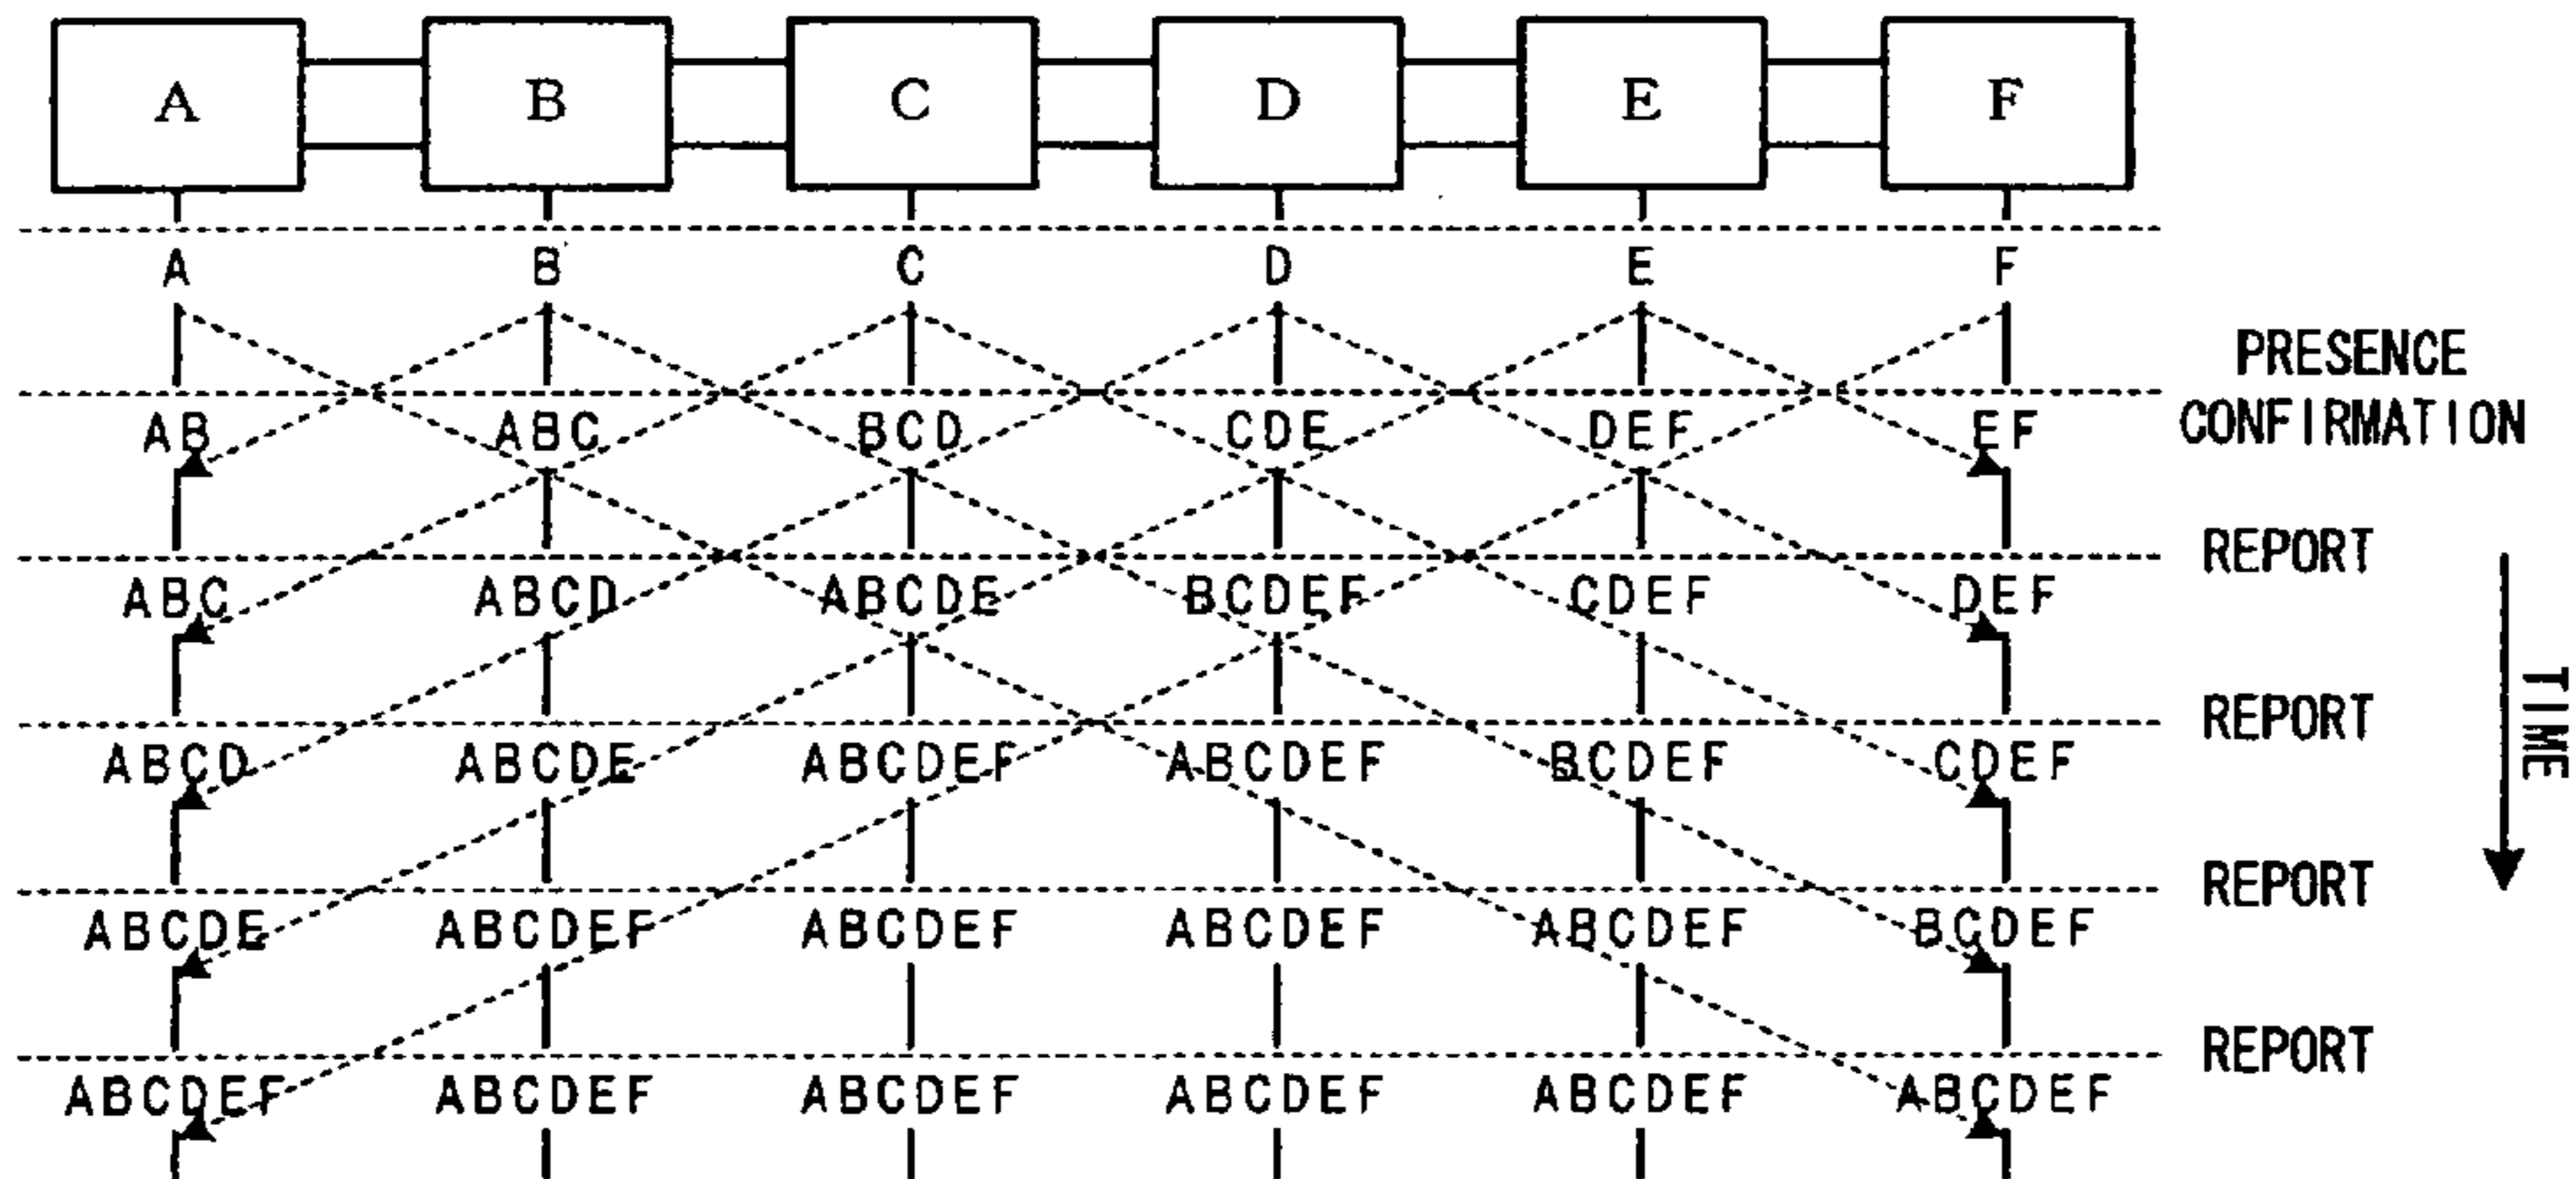 A B C D E F
A B C D E F
PRESENCE
CONFIRMATION
AB ABC BCD CDE DEF EF
REPORT
ABC ABCD ABCDE BCDEF CDEF DEF
REPORT
ABCD ABCDE ABCDEF ABCDEF BCDEF CDEF
REPORT
ABCDE ABCDEF ABCDEF ABCDEF ABCDEF BCDEF
REPORT
ABCDEF ABCDEF ABCDEF ABCDEF ABCDEF ABCDEF
TIME